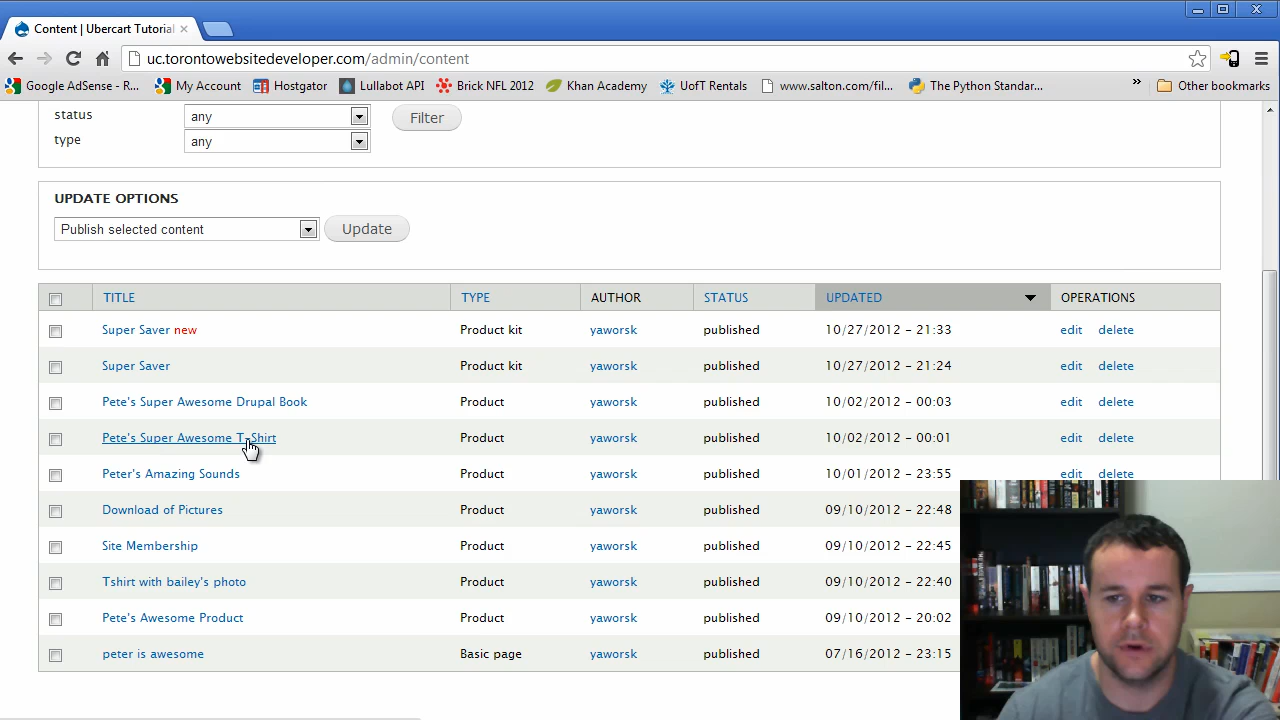 Content | Ubercart Tutorial
uc.torontowebsitedeveloper.com/admin/content
Google AdSense - R... My Account Hostgator Lullabot API Brick NFL 2012 Khan Academy UofT Rentals www.salton.com/fil... The Python Standar... » Other bookmarks
status any Filter
type any
UPDATE OPTIONS
Publish selected content Update
TITLE TYPE AUTHOR STATUS UPDATED OPERATIONS
Super Saver new Product kit yaworsk published 10/27/2012 - 21:33 edit delete
Super Saver Product kit yaworsk published 10/27/2012 - 21:24 edit delete
Pete's Super Awesome Drupal Book Product yaworsk published 10/02/2012 - 00:03 edit delete
Pete's Super Awesome T-Shirt Product yaworsk published 10/02/2012 - 00:01 edit delete
Peter's Amazing Sounds Product yaworsk published 10/01/2012 - 23:55 edit delete
Download of Pictures Product yaworsk published 09/10/2012 - 22:48
Site Membership Product yaworsk published 09/10/2012 - 22:45
Tshirt with bailey's photo Product yaworsk published 09/10/2012 - 22:40
Pete's Awesome Product Product yaworsk published 09/10/2012 - 20:02
peter is awesome Basic page yaworsk published 07/16/2012 - 23:15